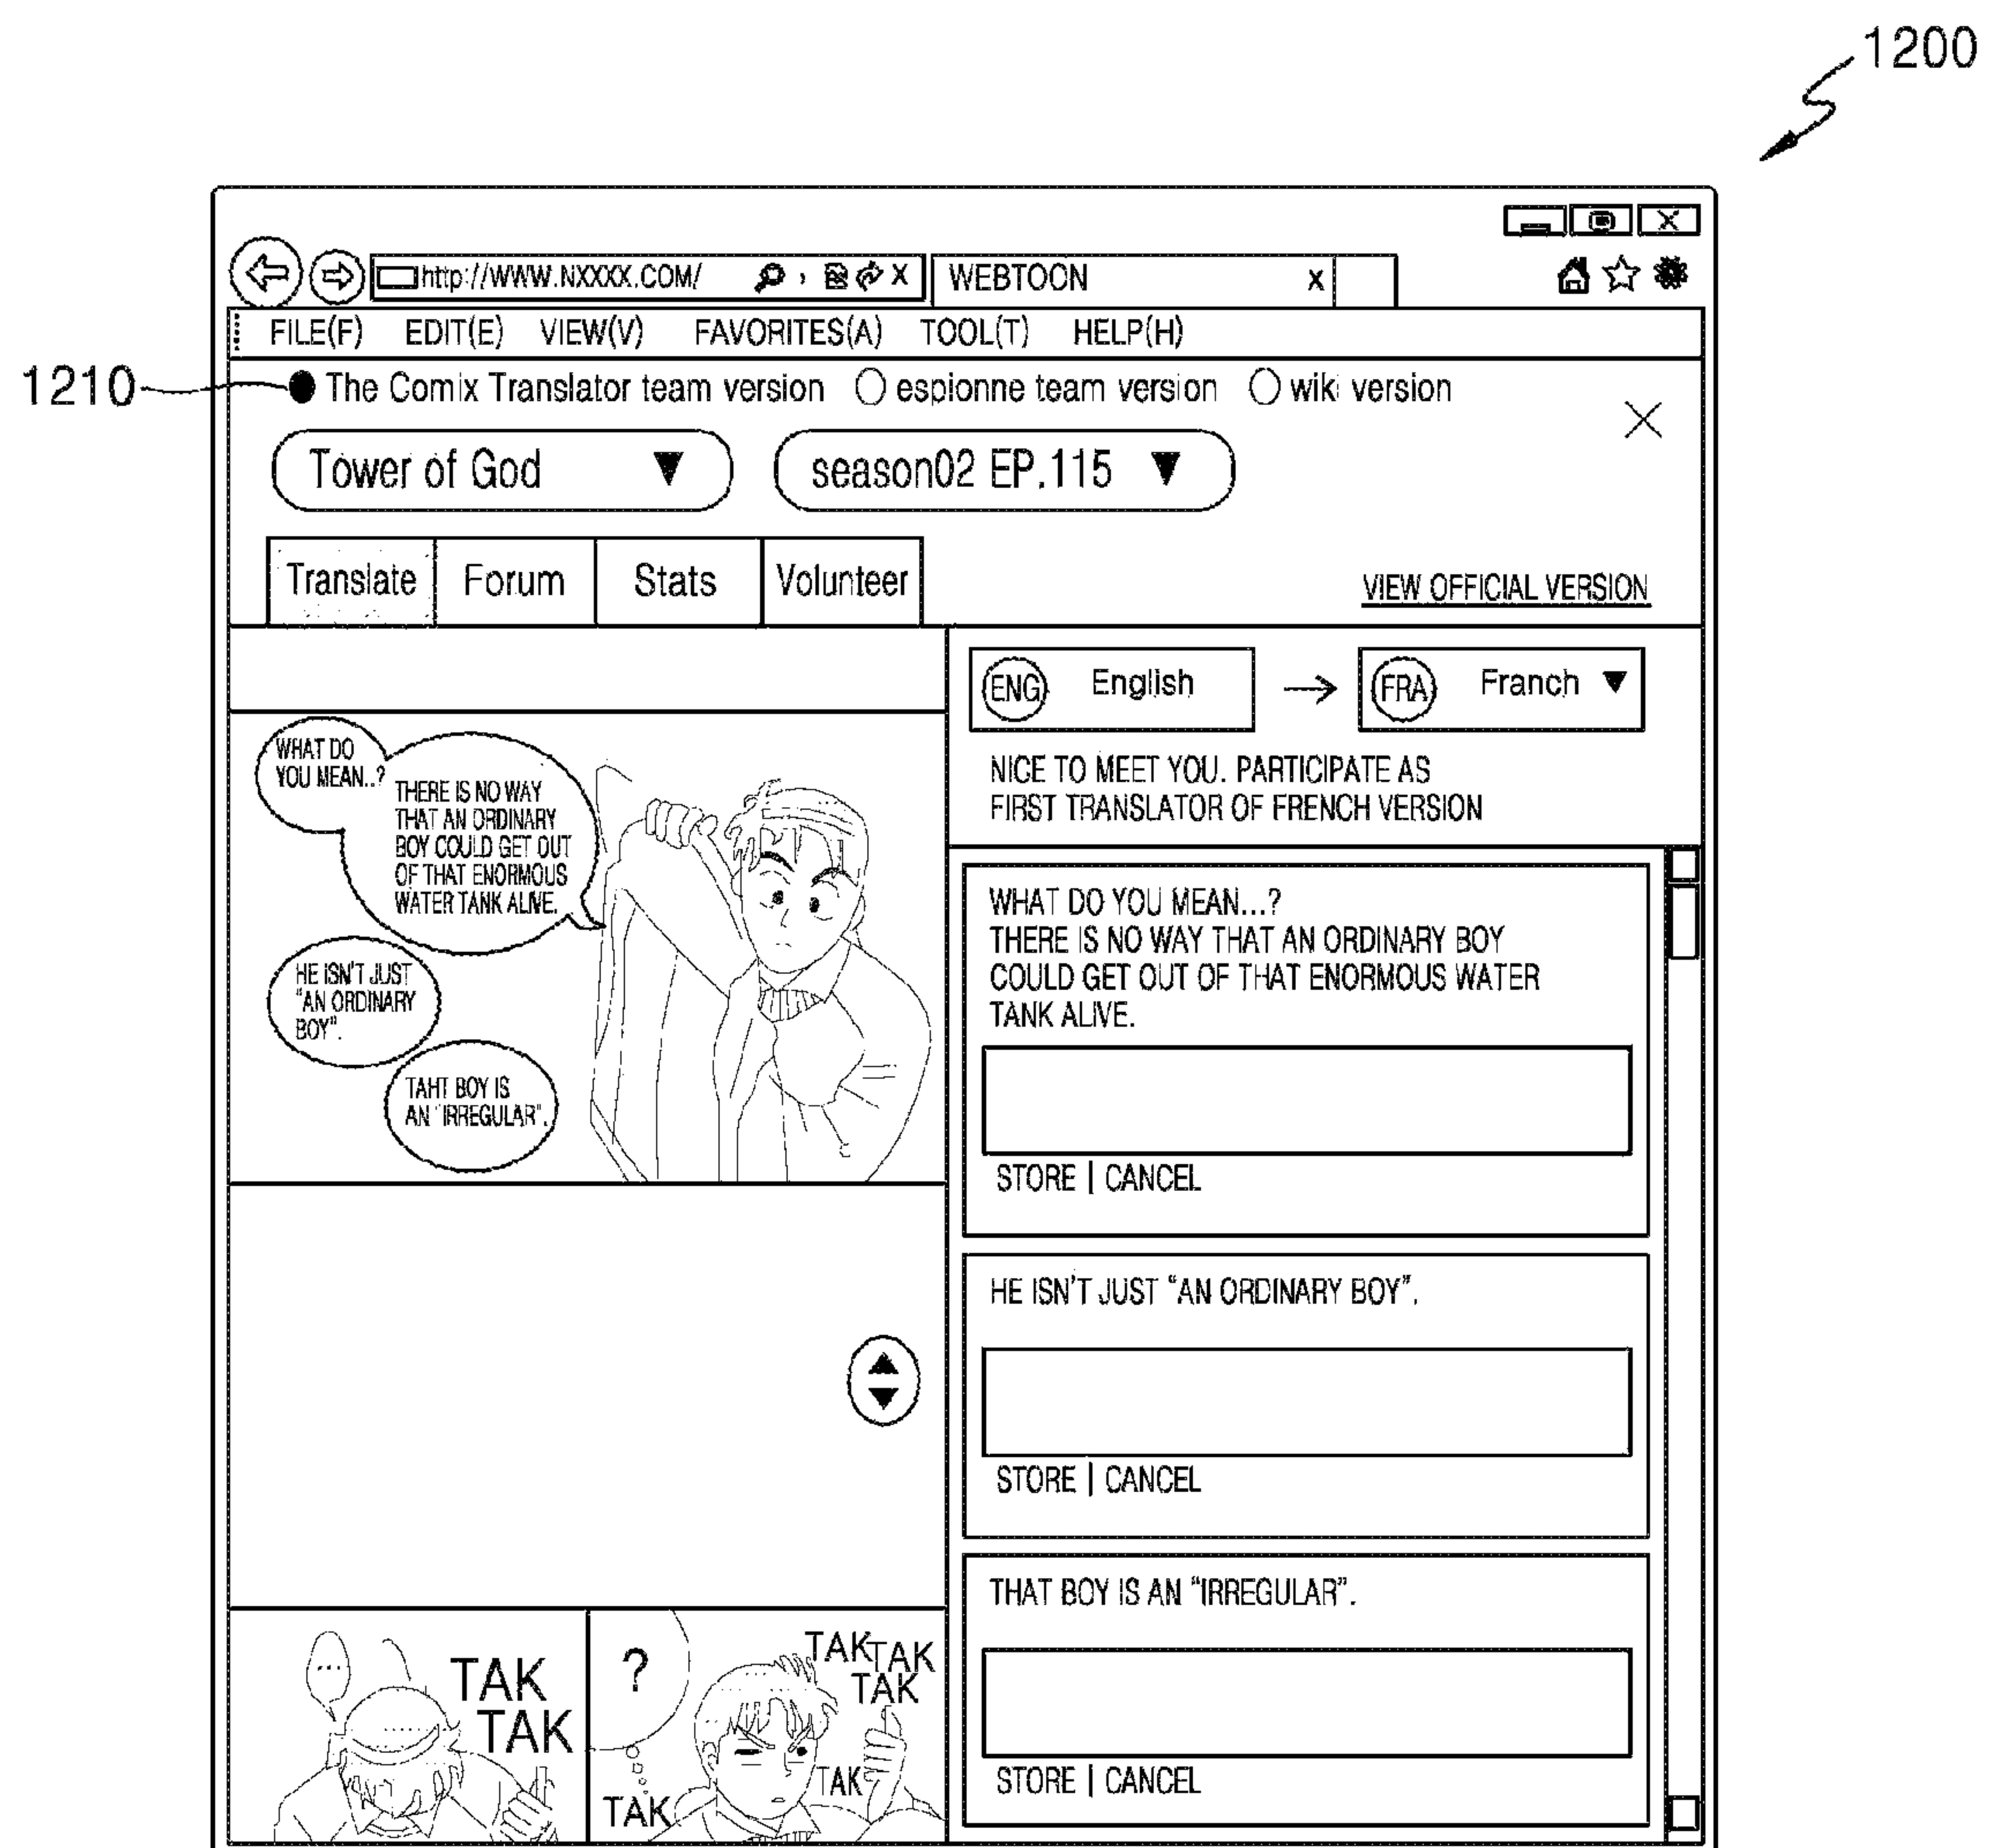 1200
http://WWW.NXXXX.COM/
WEBTOON
X
FILE(F) EDIT(E) VIEW(V) FAVORITES(A) TOOL(T) HELP(H)
1210
The Comix Translator team version espionne team version wiki version
Tower of God season02 EP.115
Translate Forum Stats Volunteer
VIEW OFFICIAL VERSION
ENG English → FRA Franch
NICE TO MEET YOU. PARTICIPATE AS
FIRST TRANSLATOR OF FRENCH VERSION
WHAT DO
YOU MEAN..?
THERE IS NO WAY
THAT AN ORDINARY
BOY COULD GET OUT
OF THAT ENORMOUS
WATER TANK ALIVE.
HE ISN'T JUST
"AN ORDINARY
BOY".
TAHT BOY IS
AN "IRREGULAR".
WHAT DO YOU MEAN...?
THERE IS NO WAY THAT AN ORDINARY BOY
COULD GET OUT OF THAT ENORMOUS WATER
TANK ALIVE.
STORE | CANCEL
HE ISN'T JUST "AN ORDINARY BOY".
STORE | CANCEL
THAT BOY IS AN "IRREGULAR".
STORE | CANCEL
...
TAK
TAK
?
TAK
TAK
TAK
TAK
TAK